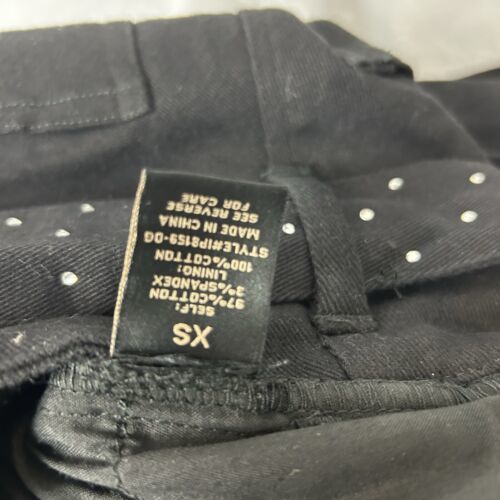 XS
SELF:
97%COTTON
3%SPANDEX
LINING:
100%COTTON
STYLE#IP8159-DG
MADE IN CHINA
SEE REVERSE
FOR CARE